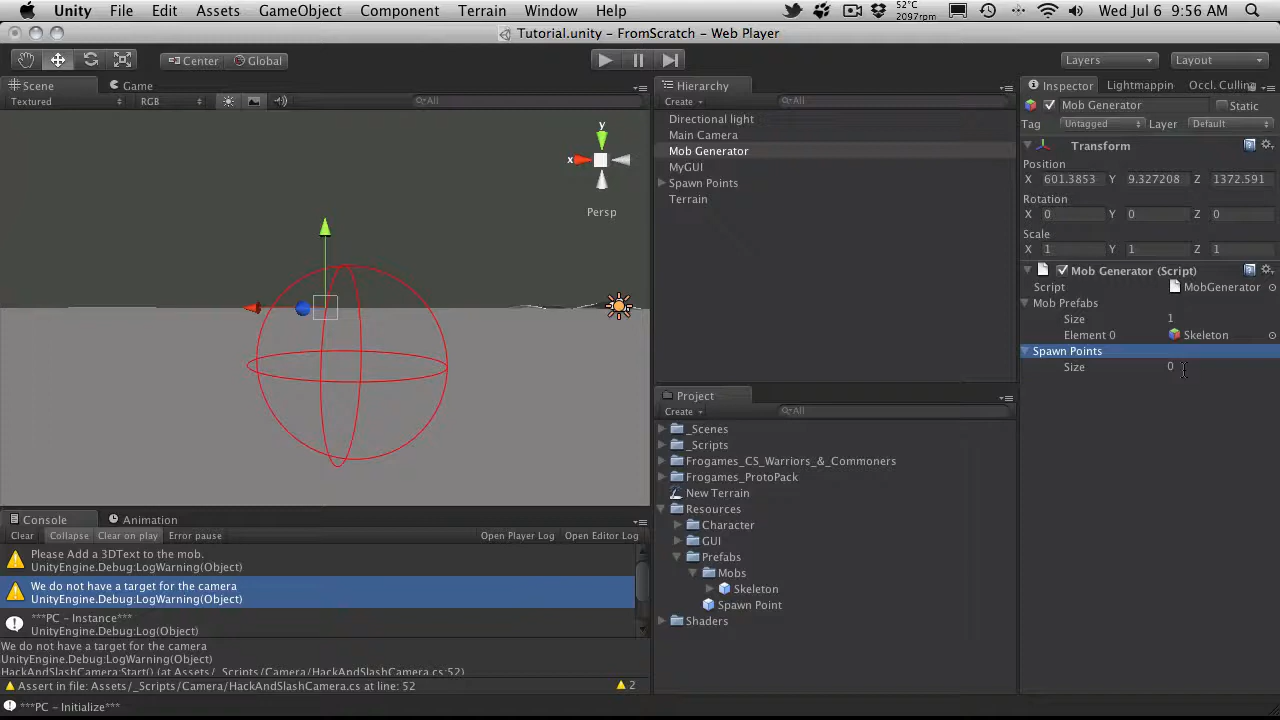 Unity File Edit Assets GameObject Component Terrain Window Help 52°C 2097rpm Wed Jul 6 9:56 AM
Tutorial.unity - FromScratch - Web Player
Center Global Layers Layout
Scene Game
Textured RGB All
y
x
Persp
Hierarchy
Create All
Directional light
Main Camera
Mob Generator
MyGUI
Spawn Points
Terrain
Inspector Lightmappin Occl. Cullin
Mob Generator Static
Tag Untagged Layer Default
Transform
Position
X 601.3853 Y 9.327208 Z 1372.591
Rotation
X 0 Y 0 Z 0
Scale
X 1 Y 1 Z 1
Mob Generator (Script)
Script MobGenerator
Mob Prefabs
Size 1
Element 0 Skeleton
Spawn Points
Size 0
Project
Create All
_Scenes
_Scripts
Frogames_CS_Warriors_&_Commoners
Frogames_ProtoPack
New Terrain
Resources
Character
GUI
Prefabs
Mobs
Skeleton
Spawn Point
Shaders
Console Animation
Clear Collapse Clear on play Error pause Open Player Log Open Editor Log
Please Add a 3DText to the mob.
UnityEngine.Debug:LogWarning(Object)
We do not have a target for the camera
UnityEngine.Debug:LogWarning(Object)
***PC - Instance***
UnityEngine.Debug:Log(Object)
We do not have a target for the camera
UnityEngine.Debug:LogWarning(Object)
HackAndSlashCamera:Start() (at Assets/_Scripts/Camera/HackAndSlashCamera.cs:52)
Assert in file: Assets/_Scripts/Camera/HackAndSlashCamera.cs at line: 52 2
***PC - Initialize***